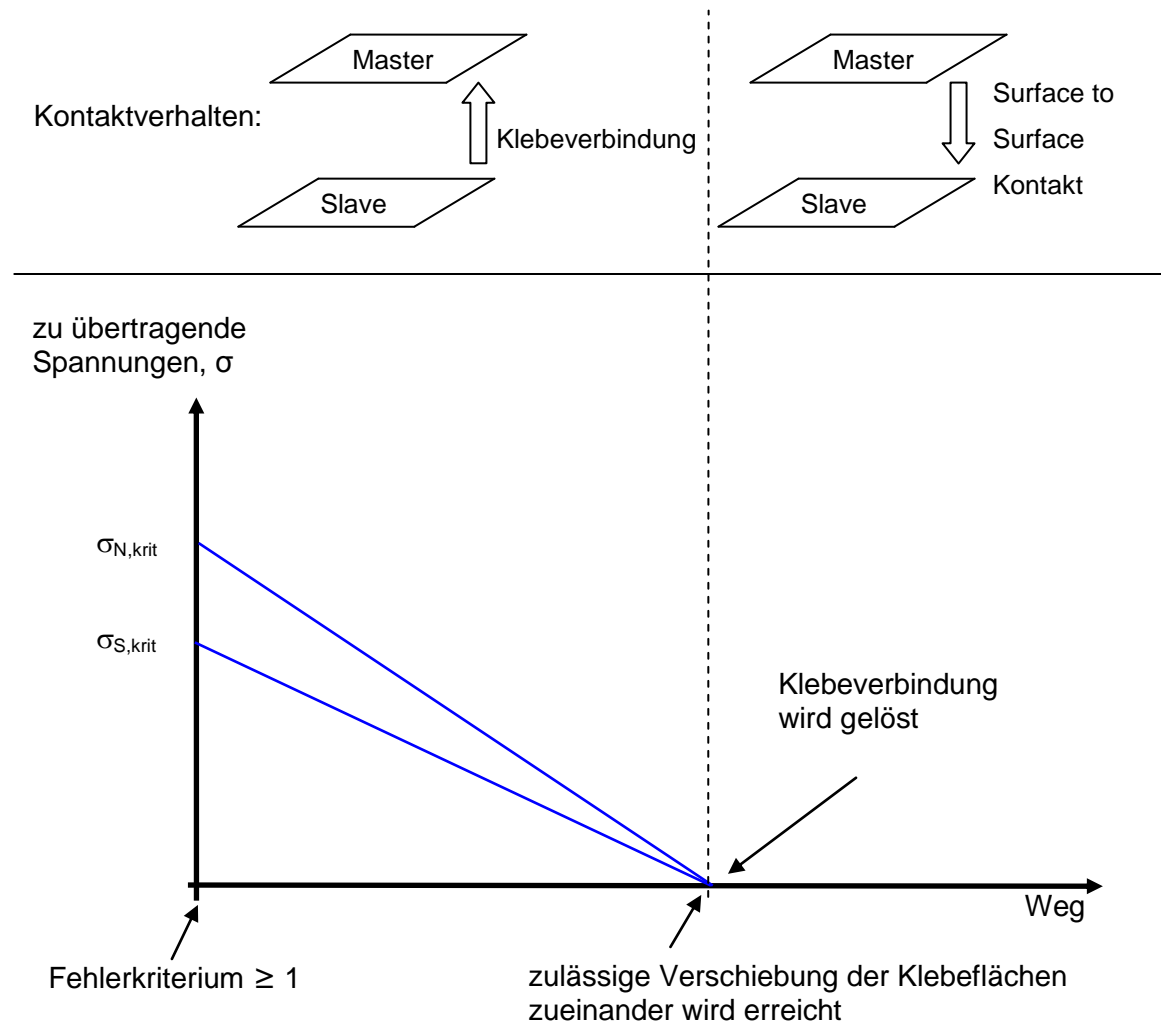 Master
Master
Kontaktverhalten:
Klebeverbindung
Surface to
Surface
Kontakt
Slave
Slave
zu übertragende
Spannungen, σ
σN,krit
σS,krit
Klebeverbindung
wird gelöst
Weg
Fehlerkriterium ≥ 1
zulässige Verschiebung der Klebeflächen
zueinander wird erreicht